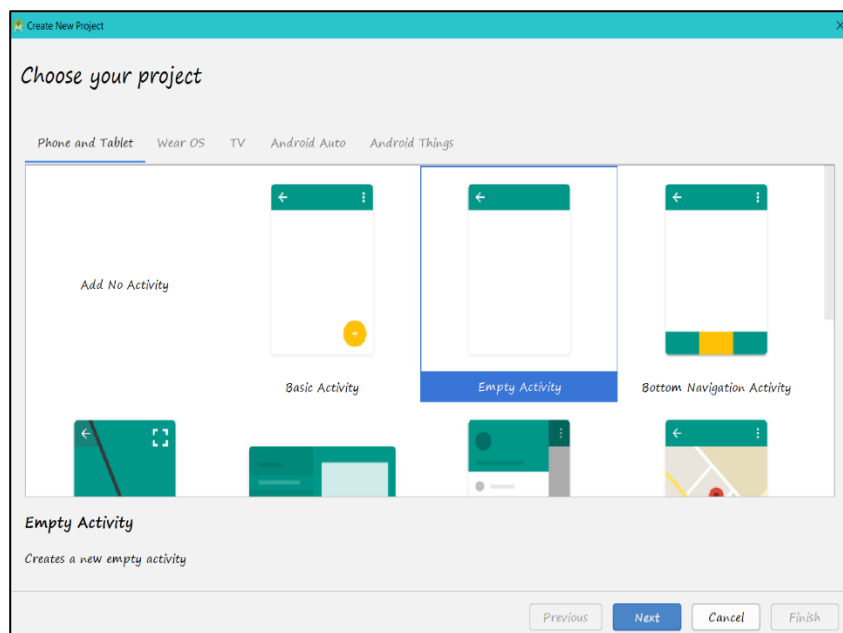 Create New Project
Choose your project
Phone and Tablet Wear OS TV Android Auto Android Things
Add No Activity
Basic Activity Empty Activity Bottom Navigation Activity
Empty Activity
Creates a new empty activity
Previous Next Cancel Finish